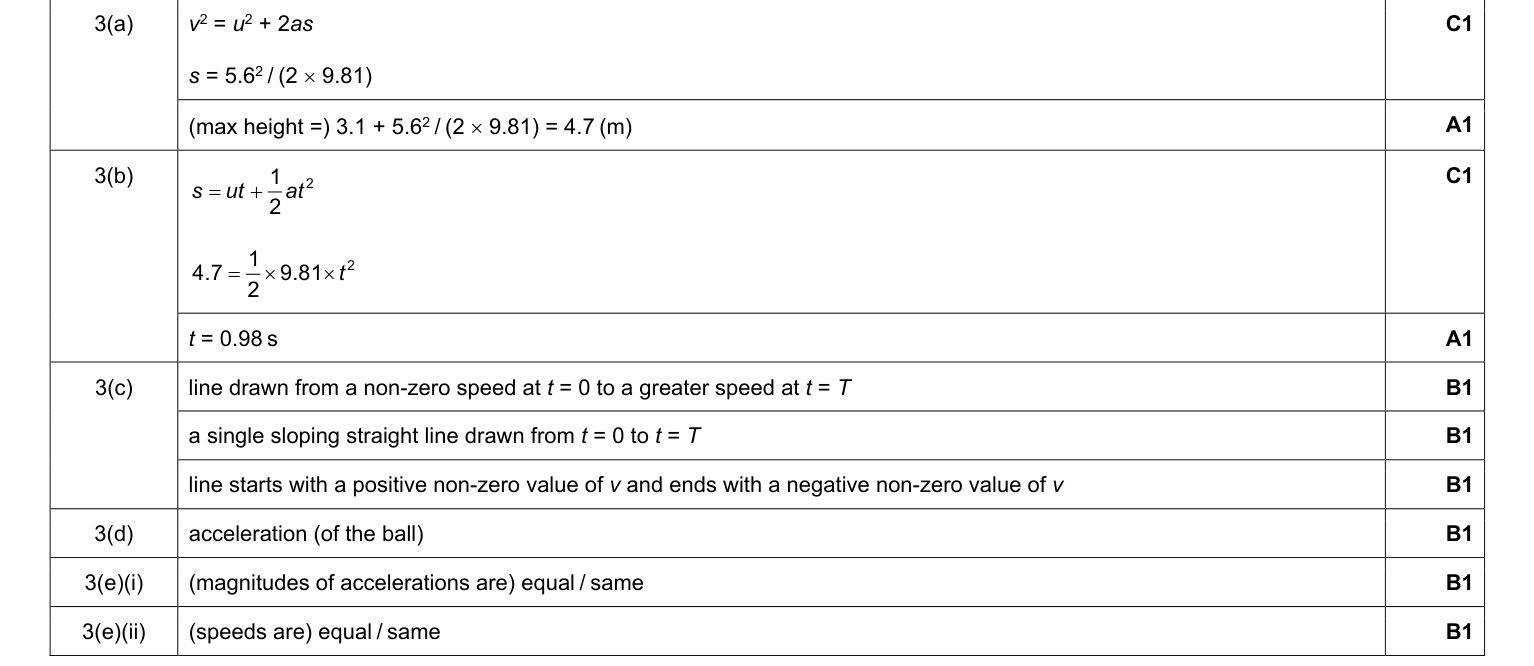 3(a) v² = u² + 2as C1
s = 5.6² / (2 × 9.81)
(max height =) 3.1 + 5.6² / (2 × 9.81) = 4.7 (m) A1
3(b) s = ut + 1/2 at² C1
4.7 = 1/2 × 9.81 × t²
t = 0.98 s A1
3(c) line drawn from a non-zero speed at t = 0 to a greater speed at t = T B1
a single sloping straight line drawn from t = 0 to t = T B1
line starts with a positive non-zero value of v and ends with a negative non-zero value of v B1
3(d) acceleration (of the ball) B1
3(e)(i) (magnitudes of accelerations are) equal / same B1
3(e)(ii) (speeds are) equal / same B1